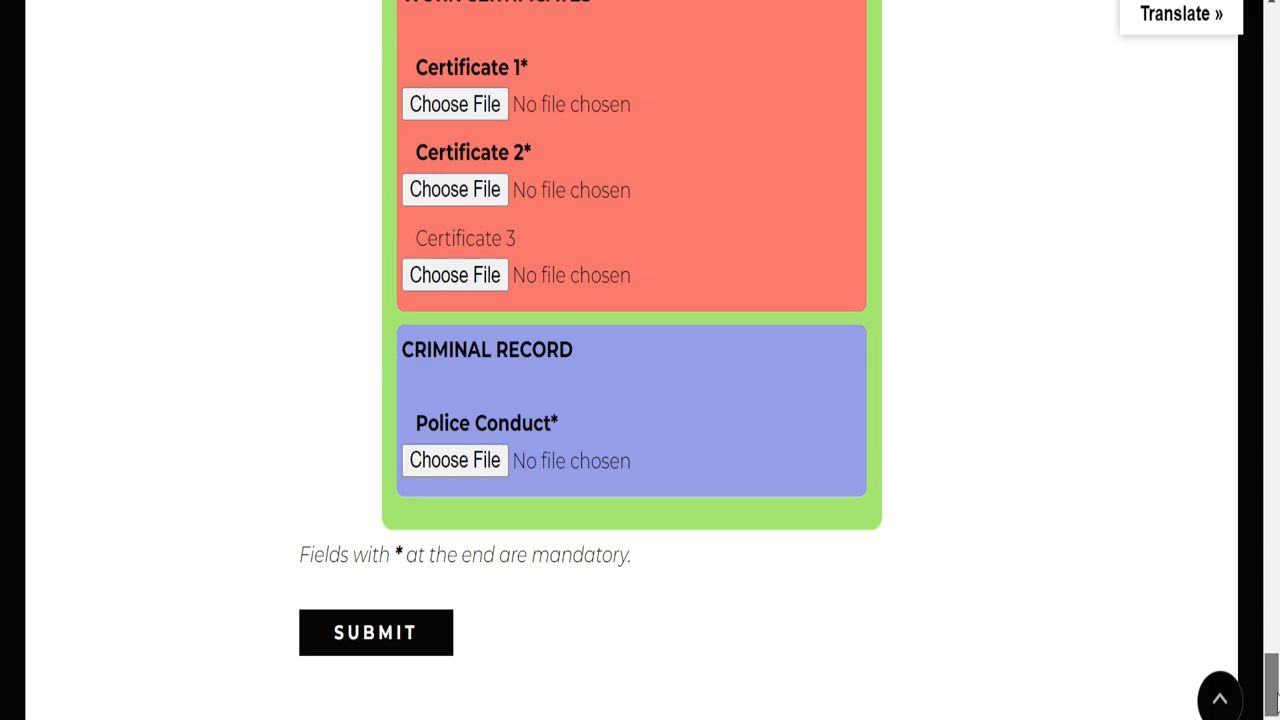 WORK CERTIFICATES
Translate »
Certificate 1*
Choose File No file chosen
Certificate 2*
Choose File No file chosen
Certificate 3
Choose File No file chosen
CRIMINAL RECORD
Police Conduct*
Choose File No file chosen
Fields with * at the end are mandatory.
SUBMIT